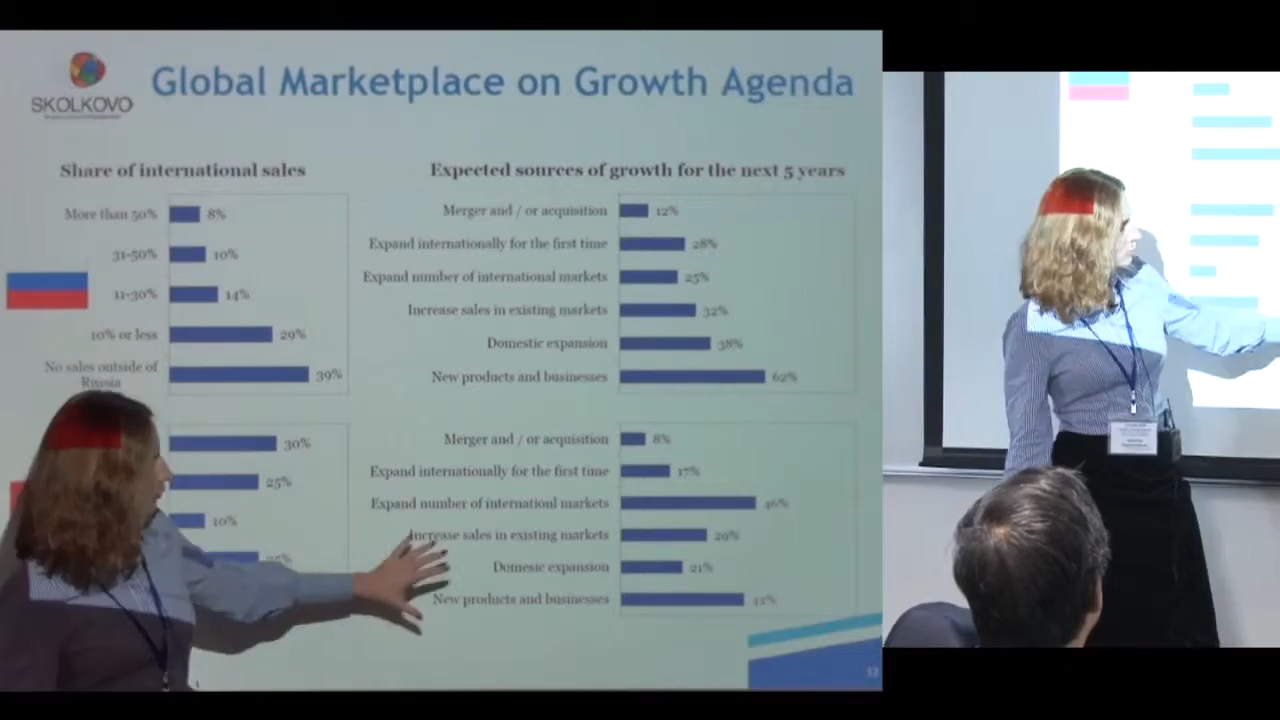 SKOLKOVO
Global Marketplace on Growth Agenda
Share of international sales
More than 50% 8%
31-50% 10%
11-30% 14%
10% or less 29%
No sales outside of
Russia 39%
30%
25%
10%
Expected sources of growth for the next 5 years
Merger and / or acquisition 12%
Expand internationally for the first time 28%
Expand number of international markets 25%
Increase sales in existing markets 32%
Domestic expansion 38%
New products and businesses 62%
Merger and / or acquisition 8%
Expand internationally for the first time 17%
Expand number of internationl markets 46%
Increase sales in existing markets 29%
Domesic expansion 21%
New products and businesses 42%
12